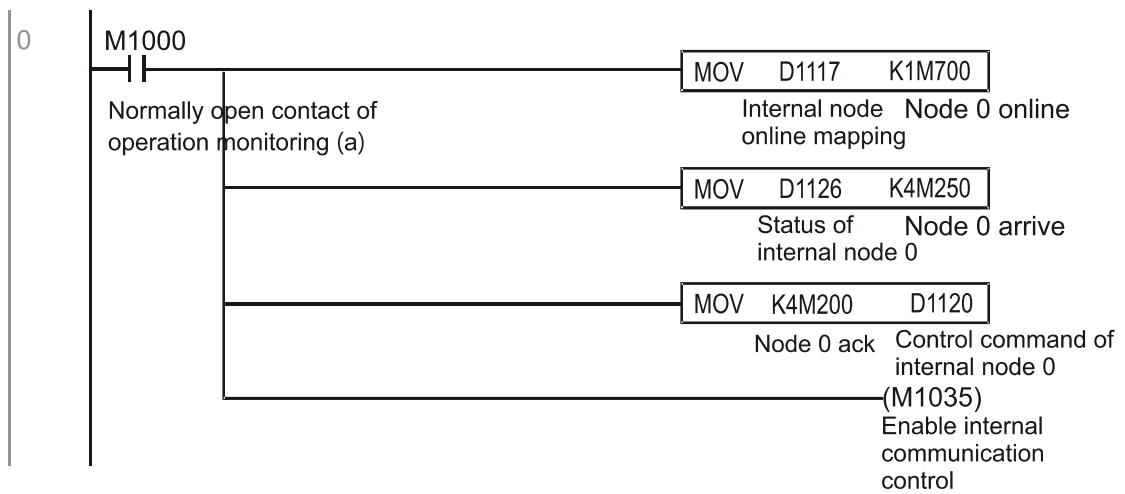 0
M1000
MOV D1117 K1M700
Normally open contact of
operation monitoring (a)
Internal node
online mapping
Node 0 online
MOV D1126 K4M250
Status of
internal node 0
Node 0 arrive
MOV K4M200 D1120
Node 0 ack
Control command of
internal node 0
(M1035)
Enable internal
communication
control